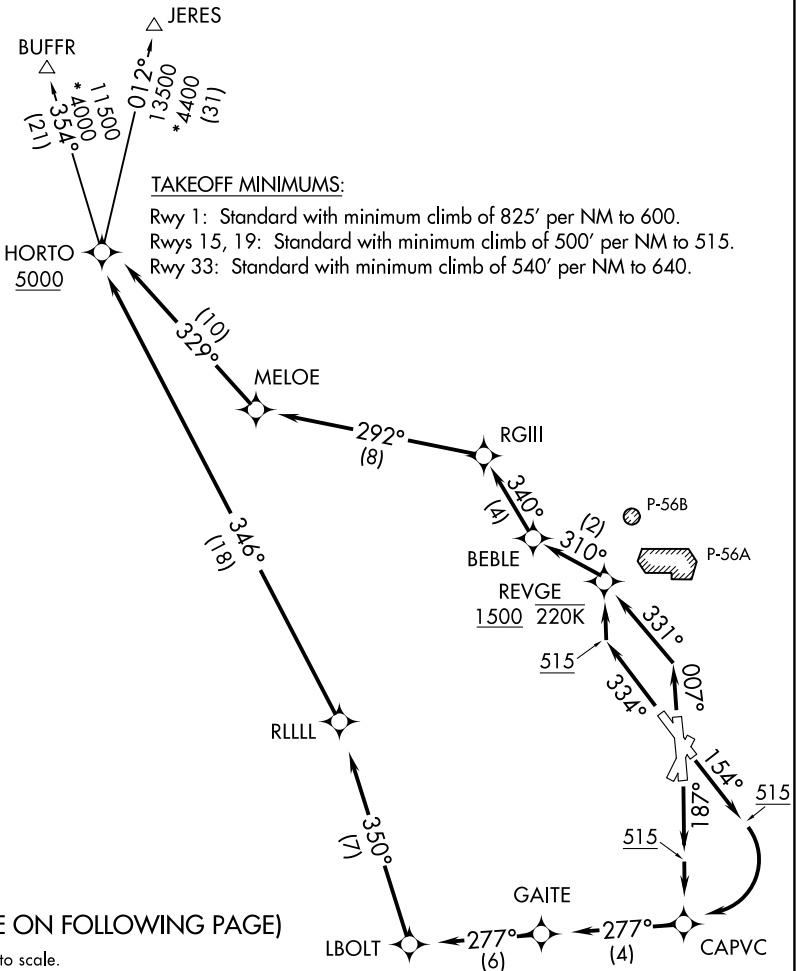 JERES
BUFFR
012°
13500
*4400
(31)
11500
*4000
354°
(21)
TAKEOFF MINIMUMS:
Rwy 1: Standard with minimum climb of 825' per NM to 600.
Rwys 15, 19: Standard with minimum climb of 500' per NM to 515.
Rwy 33: Standard with minimum climb of 540' per NM to 640.
HORTO
5000
(10)
329°
MELOE
292°
(8)
RGIII
340°
(4)
P-56B
(2)
310°
P-56A
BEBLE
REVGE
1500 220K
346°
(18)
331°
515
334°
007°
RLLLL
154°
187°
515
515
350°
(7)
GAITE
E ON FOLLOWING PAGE)
LBOLT
277°
(6)
277°
(4)
CAPVC
to scale.